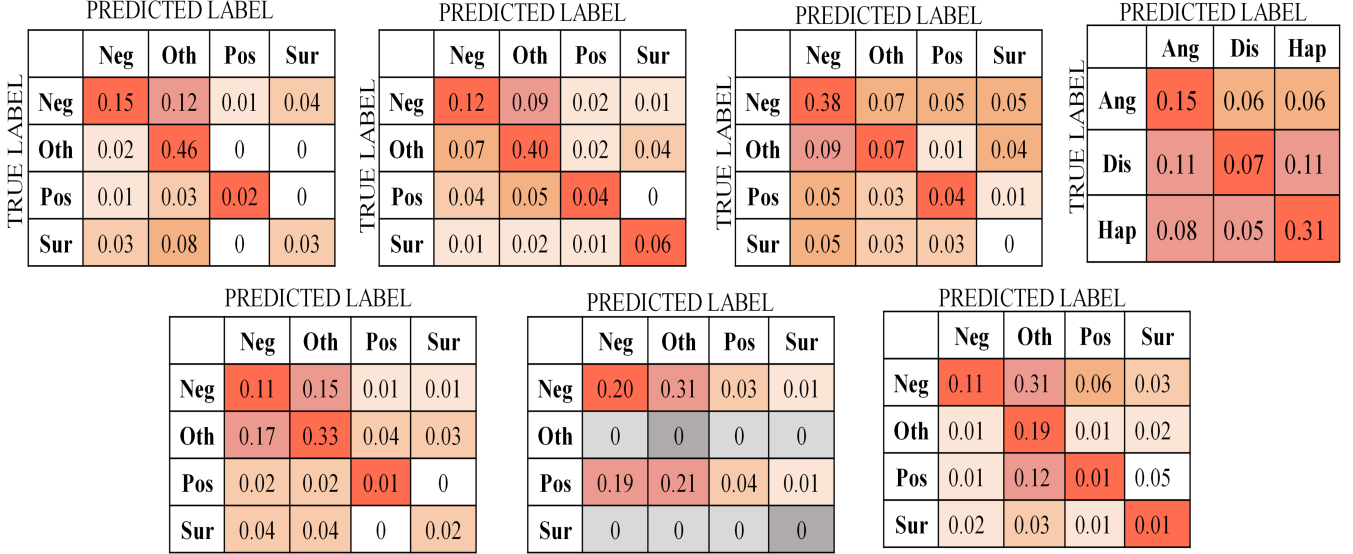 PREDICTED LABEL
TRUE LABEL
Neg Oth Pos Sur
Neg 0.15 0.12 0.01 0.04
Oth 0.02 0.46 0 0
Pos 0.01 0.03 0.02 0
Sur 0.03 0.08 0 0.03
PREDICTED LABEL
TRUE LABEL
Neg Oth Pos Sur
Neg 0.12 0.09 0.02 0.01
Oth 0.07 0.40 0.02 0.04
Pos 0.04 0.05 0.04 0
Sur 0.01 0.02 0.01 0.06
PREDICTED LABEL
TRUE LABEL
Neg Oth Pos Sur
Neg 0.38 0.07 0.05 0.05
Oth 0.09 0.07 0.01 0.04
Pos 0.05 0.03 0.04 0.01
Sur 0.05 0.03 0.03 0
PREDICTED LABEL
TRUE LABEL
Ang Dis Hap
Ang 0.15 0.06 0.06
Dis 0.11 0.07 0.11
Hap 0.08 0.05 0.31
PREDICTED LABEL
Neg Oth Pos Sur
Neg 0.11 0.15 0.01 0.01
Oth 0.17 0.33 0.04 0.03
Pos 0.02 0.02 0.01 0
Sur 0.04 0.04 0 0.02
PREDICTED LABEL
Neg Oth Pos Sur
Neg 0.20 0.31 0.03 0.01
Oth 0 0 0 0
Pos 0.19 0.21 0.04 0.01
Sur 0 0 0 0
PREDICTED LABEL
Neg Oth Pos Sur
Neg 0.11 0.31 0.06 0.03
Oth 0.01 0.19 0.01 0.02
Pos 0.01 0.12 0.01 0.05
Sur 0.02 0.03 0.01 0.01